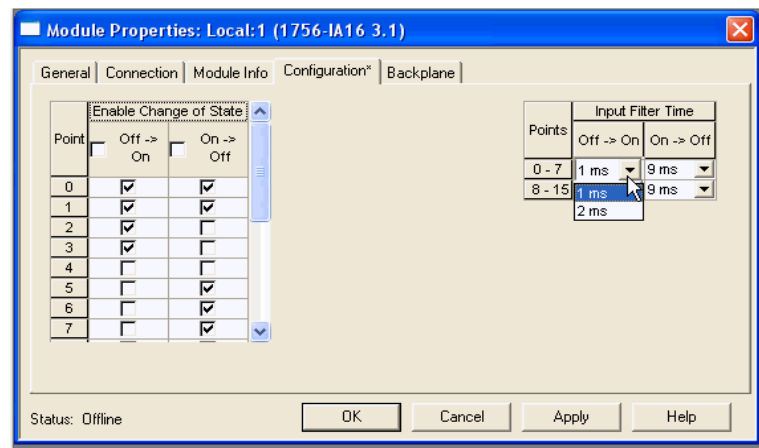 Module Properties: Local:1 (1756-IA16 3.1)
General
Connection
Module Info
Configuration*
Backplane
Enable Change of State
Point
Off ->
On
On ->
Off
0
1
2
3
4
5
6
7
Input Filter Time
Points
Off -> On
On -> Off
0 - 7
1 ms
9 ms
8 - 15
1 ms
9 ms
2 ms
Status: Offline
OK
Cancel
Apply
Help